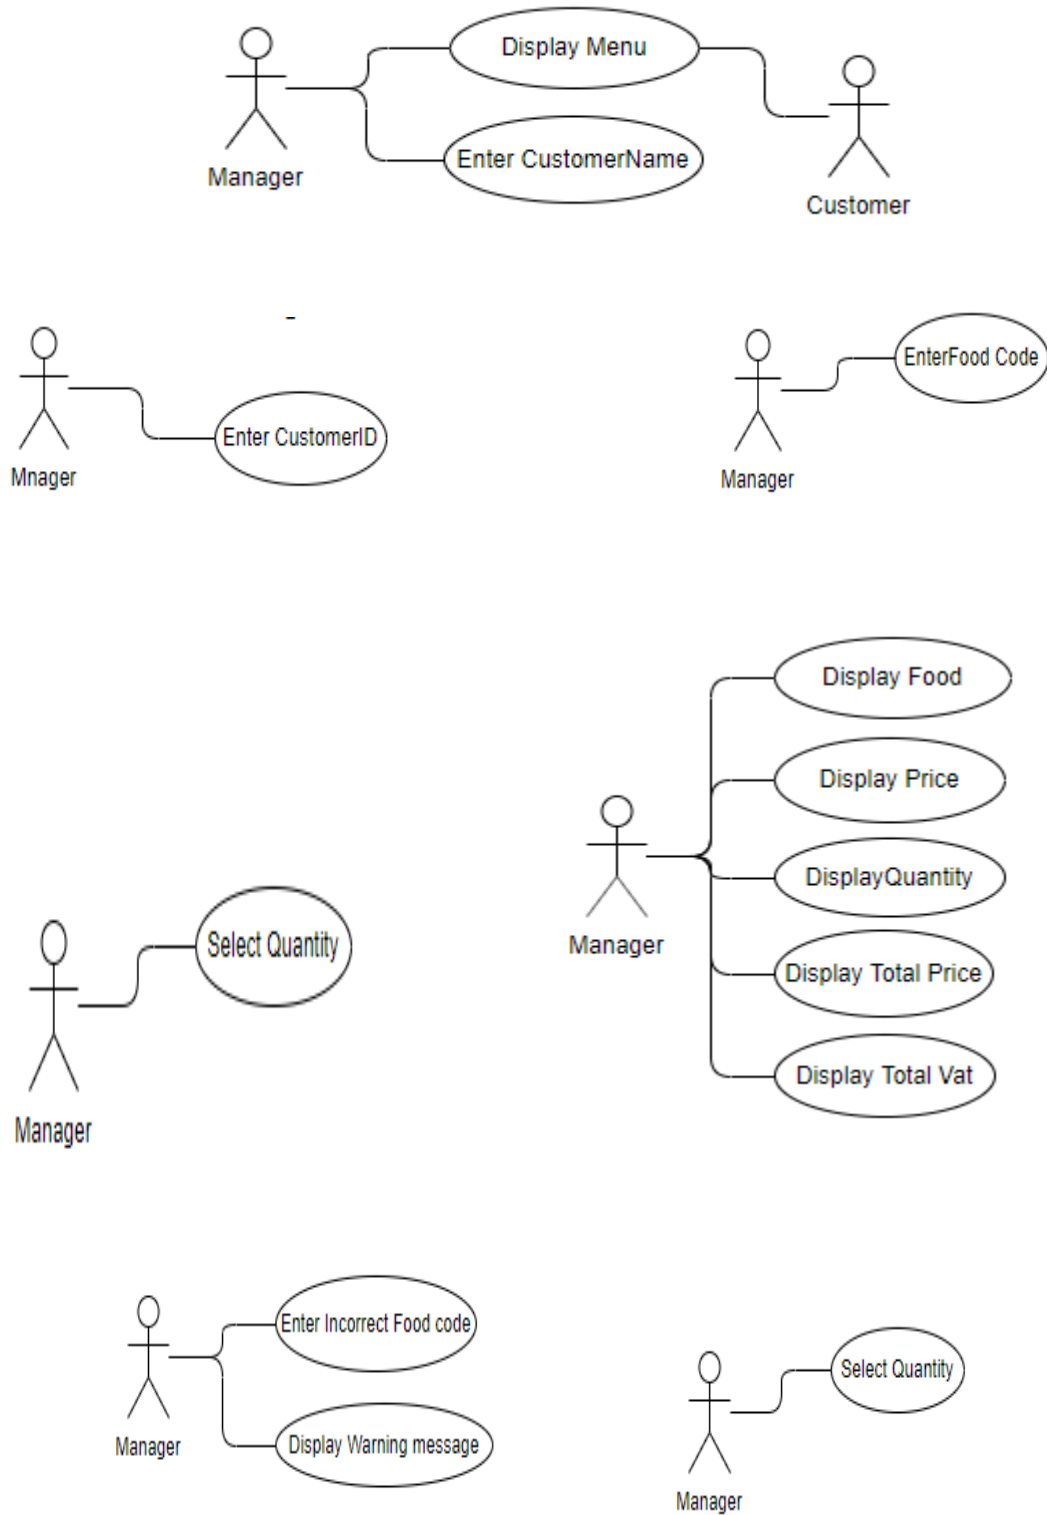 Display Menu
Manager
Enter CustomerName
Customer
Enter CustomerID
Mnager
EnterFood Code
Manager
Display Food
Display Price
DisplayQuantity
Manager
Display Total Price
Display Total Vat
Select Quantity
Manager
Enter Incorrect Food code
Manager
Display Warning message
Select Quantity
Manager